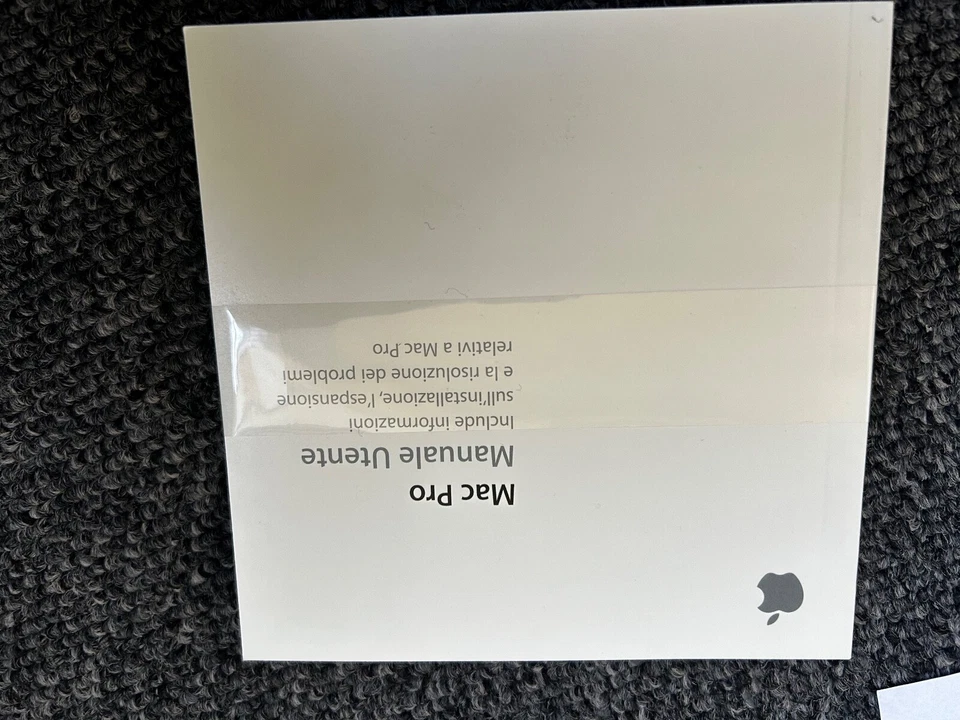 Mac Pro
Manuale Utente
Include informazioni
sull'installazione, l'espansione
e la risoluzione dei problemi
relativi a Mac Pro